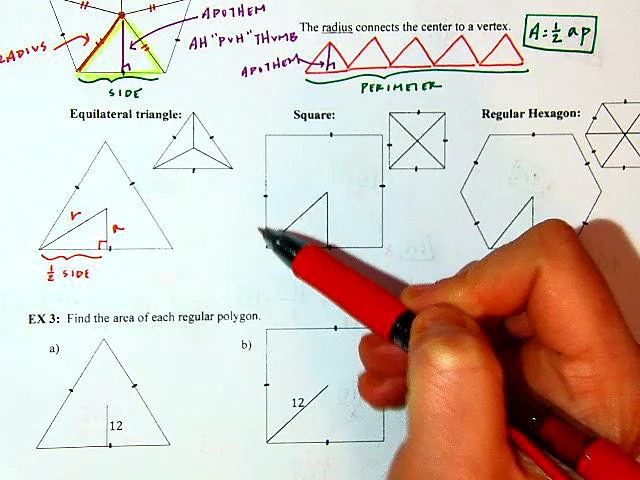 APOTHEM
RADIUS
AH "PUH" THUMB
SIDE
The radius connects the center to a vertex.
A = ½ ap
APOTHEM
PERIMETER
Equilateral triangle:
Square:
Regular Hexagon:
r
a
½ SIDE
EX 3: Find the area of each regular polygon.
a)
b)
12
12